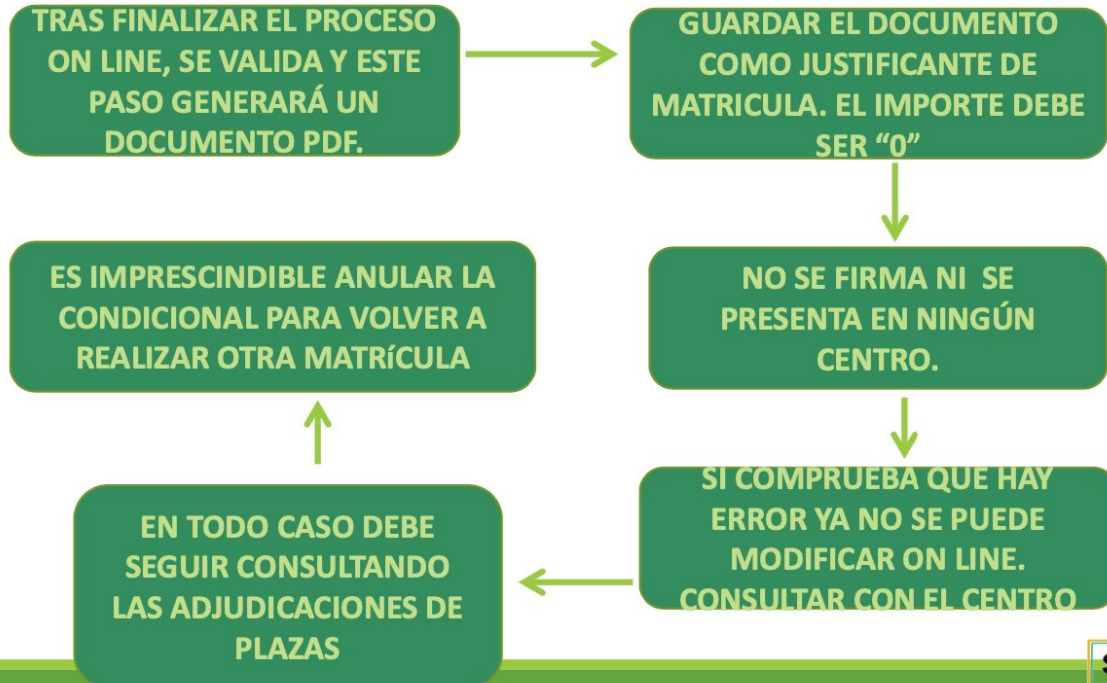 TRAS FINALIZAR EL PROCESO
ON LINE, SE VALIDA Y ESTE
PASO GENERARÁ UN
DOCUMENTO PDF.
GUARDAR EL DOCUMENTO
COMO JUSTIFICANTE DE
MATRICULA. EL IMPORTE DEBE
SER “0”
NO SE FIRMA NI SE
PRESENTA EN NINGÚN
CENTRO.
SI COMPRUEBA QUE HAY
ERROR YA NO SE PUEDE
MODIFICAR ON LINE.
CONSULTAR CON EL CENTRO
EN TODO CASO DEBE
SEGUIR CONSULTANDO
LAS ADJUDICACIONES DE
PLAZAS
ES IMPRESCINDIBLE ANULAR LA
CONDICIONAL PARA VOLVER A
REALIZAR OTRA MATRíCULA